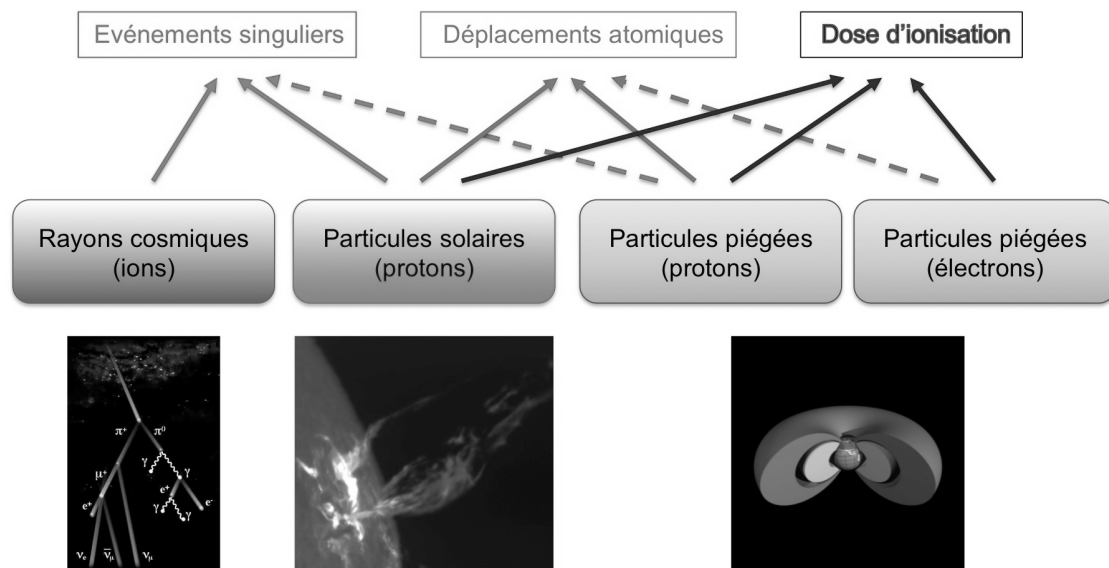 Evénements singuliers
Déplacements atomiques
Dose d'ionisation
Rayons cosmiques
(ions)
Particules solaires
(protons)
Particules piégées
(protons)
Particules piégées
(électrons)
π⁺ π⁰
γ γ
μ⁺
e⁺ e⁺ e⁻
γ γ
νₑ ν̄μ νμ